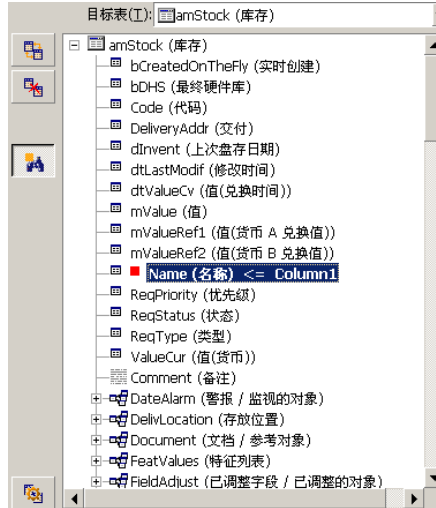 目标表(T): amStock (库存)
amStock (库存)
bCreatedOnTheFly (实时创建)
bDHS (最终硬件库)
Code (代码)
DeliveryAddr (交付)
dInvent (上次盘存日期)
dtLastModif (修改时间)
dtValueCv (值(兑换时间))
mValue (值)
mValueRef1 (值(货币 A 兑换值))
mValueRef2 (值(货币 B 兑换值))
Name (名称) <= Column1
ReqPriority (优先级)
ReqStatus (状态)
ReqType (类型)
ValueCur (值(货币))
Comment (备注)
DateAlarm (警报 / 监视的对象)
DelivLocation (存放位置)
Document (文档 / 参考对象)
FeatValues (特征列表)
FieldAdjust (已调整字段 / 已调整的对象)